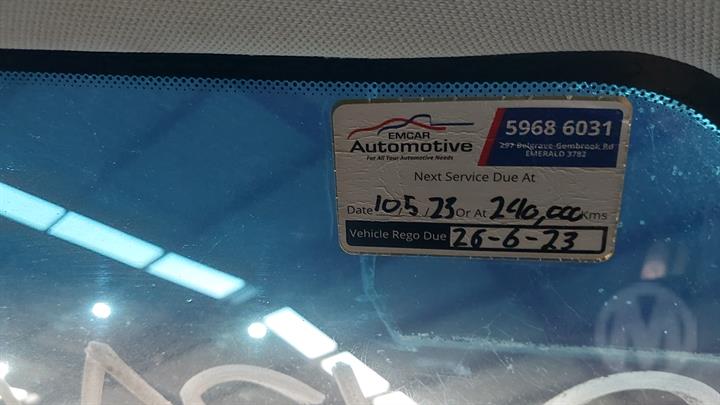 EMCAR
Automotive
For All Your Automotive Needs
5968 6031
297 Belgrave-Gembrook Rd
EMERALD 3782
Next Service Due At
Date 10/5/23 Or At 240,000 Kms
Vehicle Rego Due 26-6-23
M